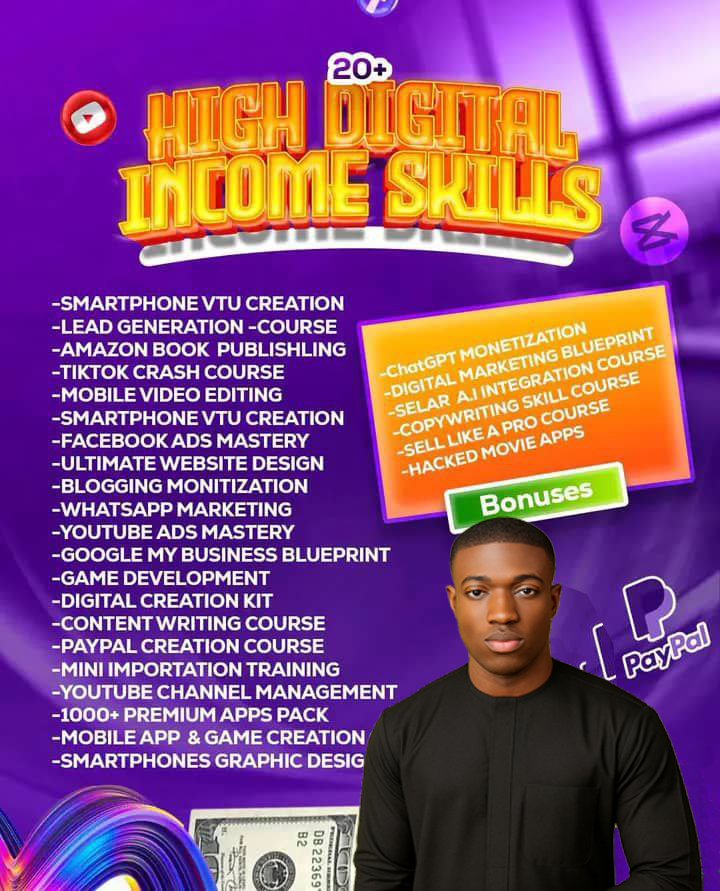 20+
HIGH DIGITAL
INCOME SKILLS
-SMARTPHONE VTU CREATION
-LEAD GENERATION -COURSE
-AMAZON BOOK PUBLISHLING
-TIKTOK CRASH COURSE
-MOBILE VIDEO EDITING
-SMARTPHONE VTU CREATION
-FACEBOOK ADS MASTERY
-ULTIMATE WEBSITE DESIGN
-BLOGGING MONITIZATION
-WHATSAPP MARKETING
-YOUTUBE ADS MASTERY
-GOOGLE MY BUSINESS BLUEPRINT
-GAME DEVELOPMENT
-DIGITAL CREATION KIT
-CONTENT WRITING COURSE
-PAYPAL CREATION COURSE
-MINI IMPORTATION TRAINING
-YOUTUBE CHANNEL MANAGEMENT
-1000+ PREMIUM APPS PACK
-MOBILE APP & GAME CREATION
-SMARTPHONES GRAPHIC DESIG
-ChatGPT MONETIZATION
-DIGITAL MARKETING BLUEPRINT
-SELAR A.I INTEGRATION COURSE
-COPYWRITING SKILL COURSE
-SELL LIKE A PRO COURSE
-HACKED MOVIE APPS
Bonuses
PayPal
B2